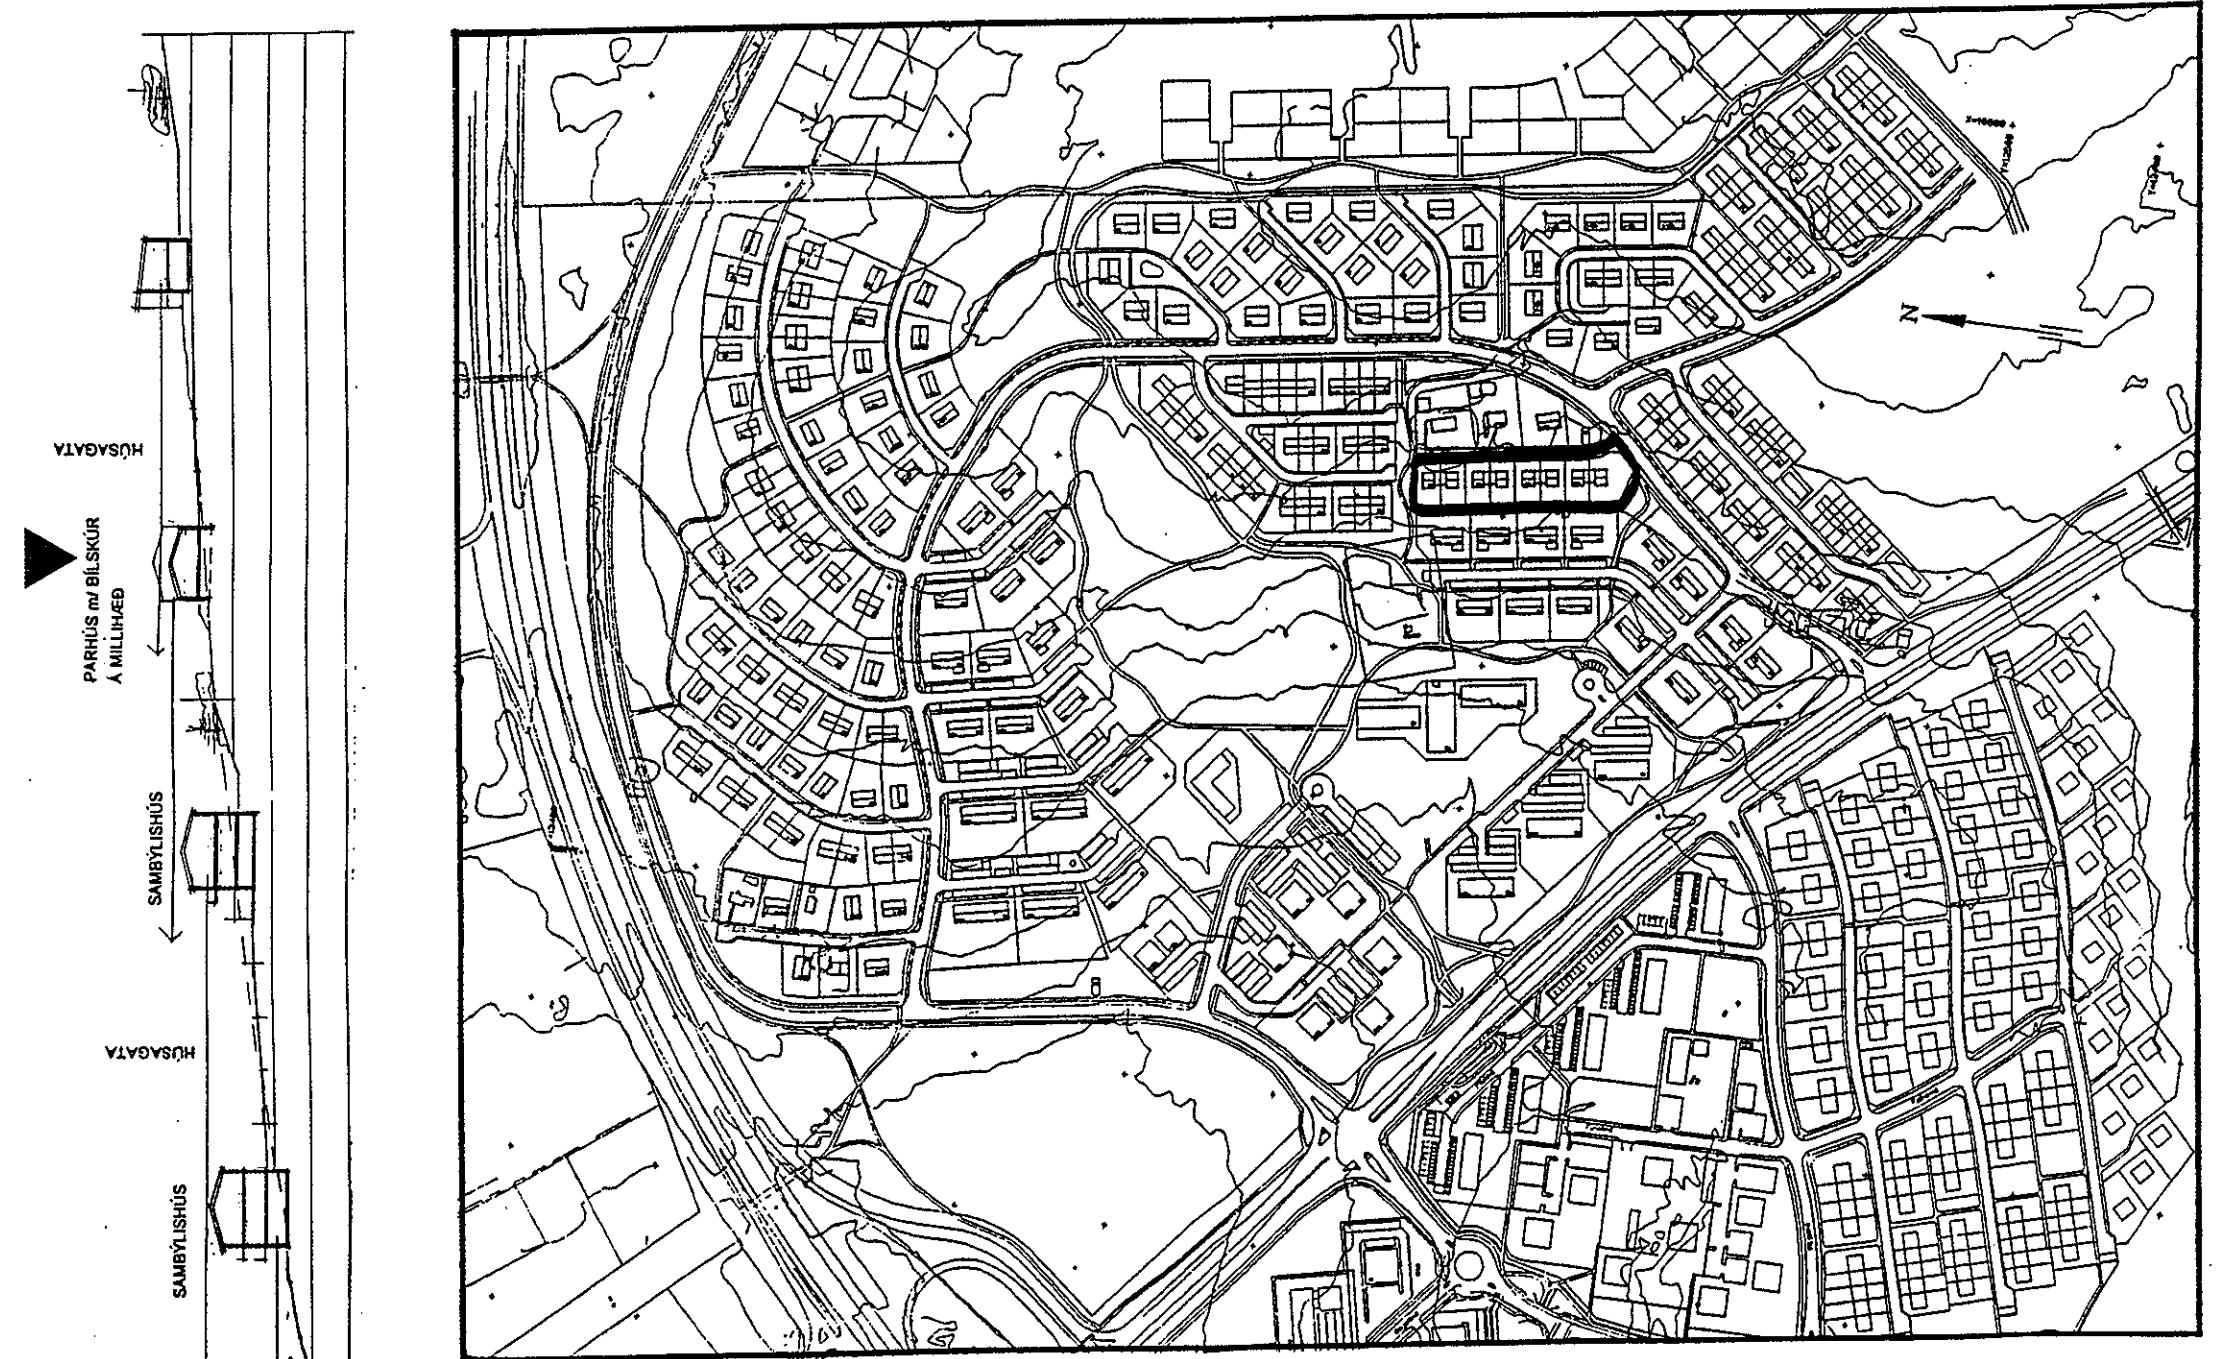 HÚSAGATA
PARHÚS m/ BÍLSKÚR
Á MILLIHÆÐ
SAMBÝLISHÚS
HÚSAGATA
SAMBÝLISHÚS
N